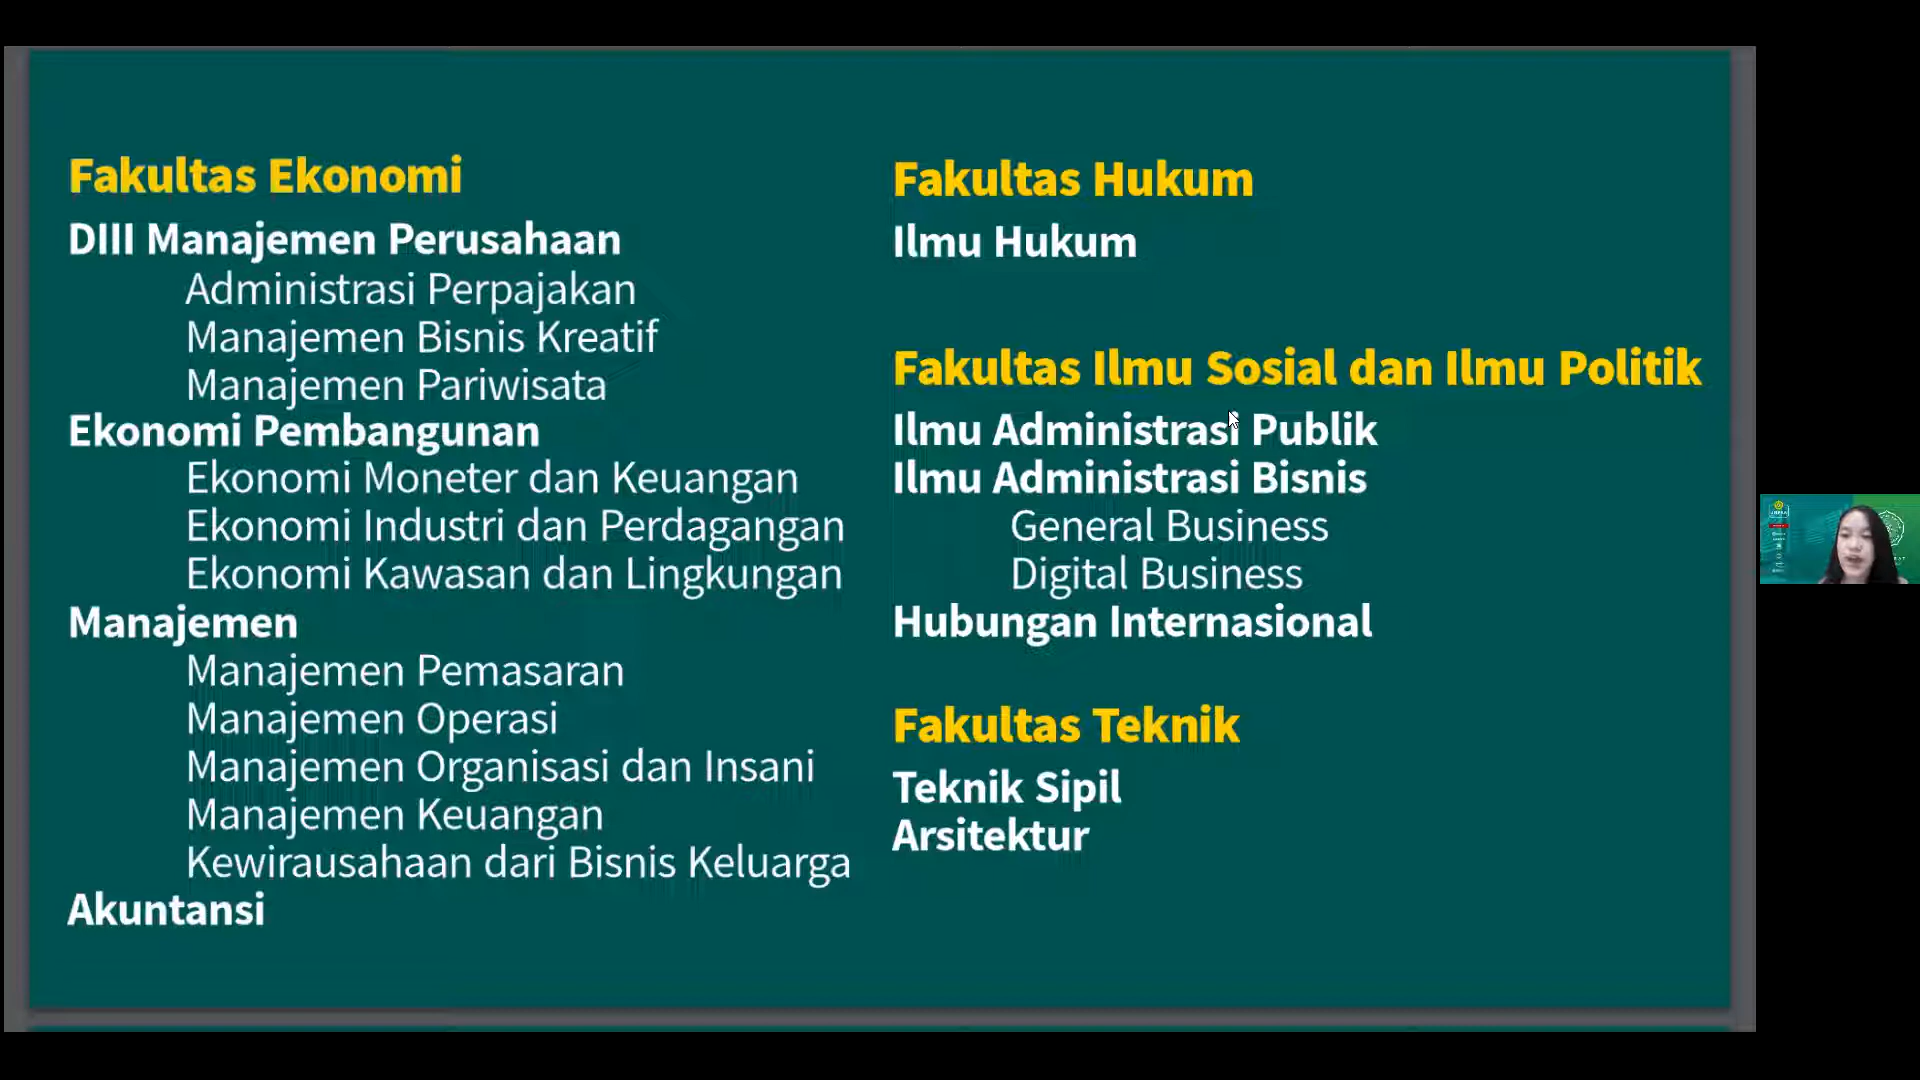 Fakultas Ekonomi
DIII Manajemen Perusahaan
Administrasi Perpajakan
Manajemen Bisnis Kreatif
Manajemen Pariwisata
Ekonomi Pembangunan
Ekonomi Moneter dan Keuangan
Ekonomi Industri dan Perdagangan
Ekonomi Kawasan dan Lingkungan
Manajemen
Manajemen Pemasaran
Manajemen Operasi
Manajemen Organisasi dan Insani
Manajemen Keuangan
Kewirausahaan dari Bisnis Keluarga
Akuntansi
Fakultas Hukum
Ilmu Hukum
Fakultas Ilmu Sosial dan Ilmu Politik
Ilmu Administrasi Publik
Ilmu Administrasi Bisnis
General Business
Digital Business
Hubungan Internasional
Fakultas Teknik
Teknik Sipil
Arsitektur